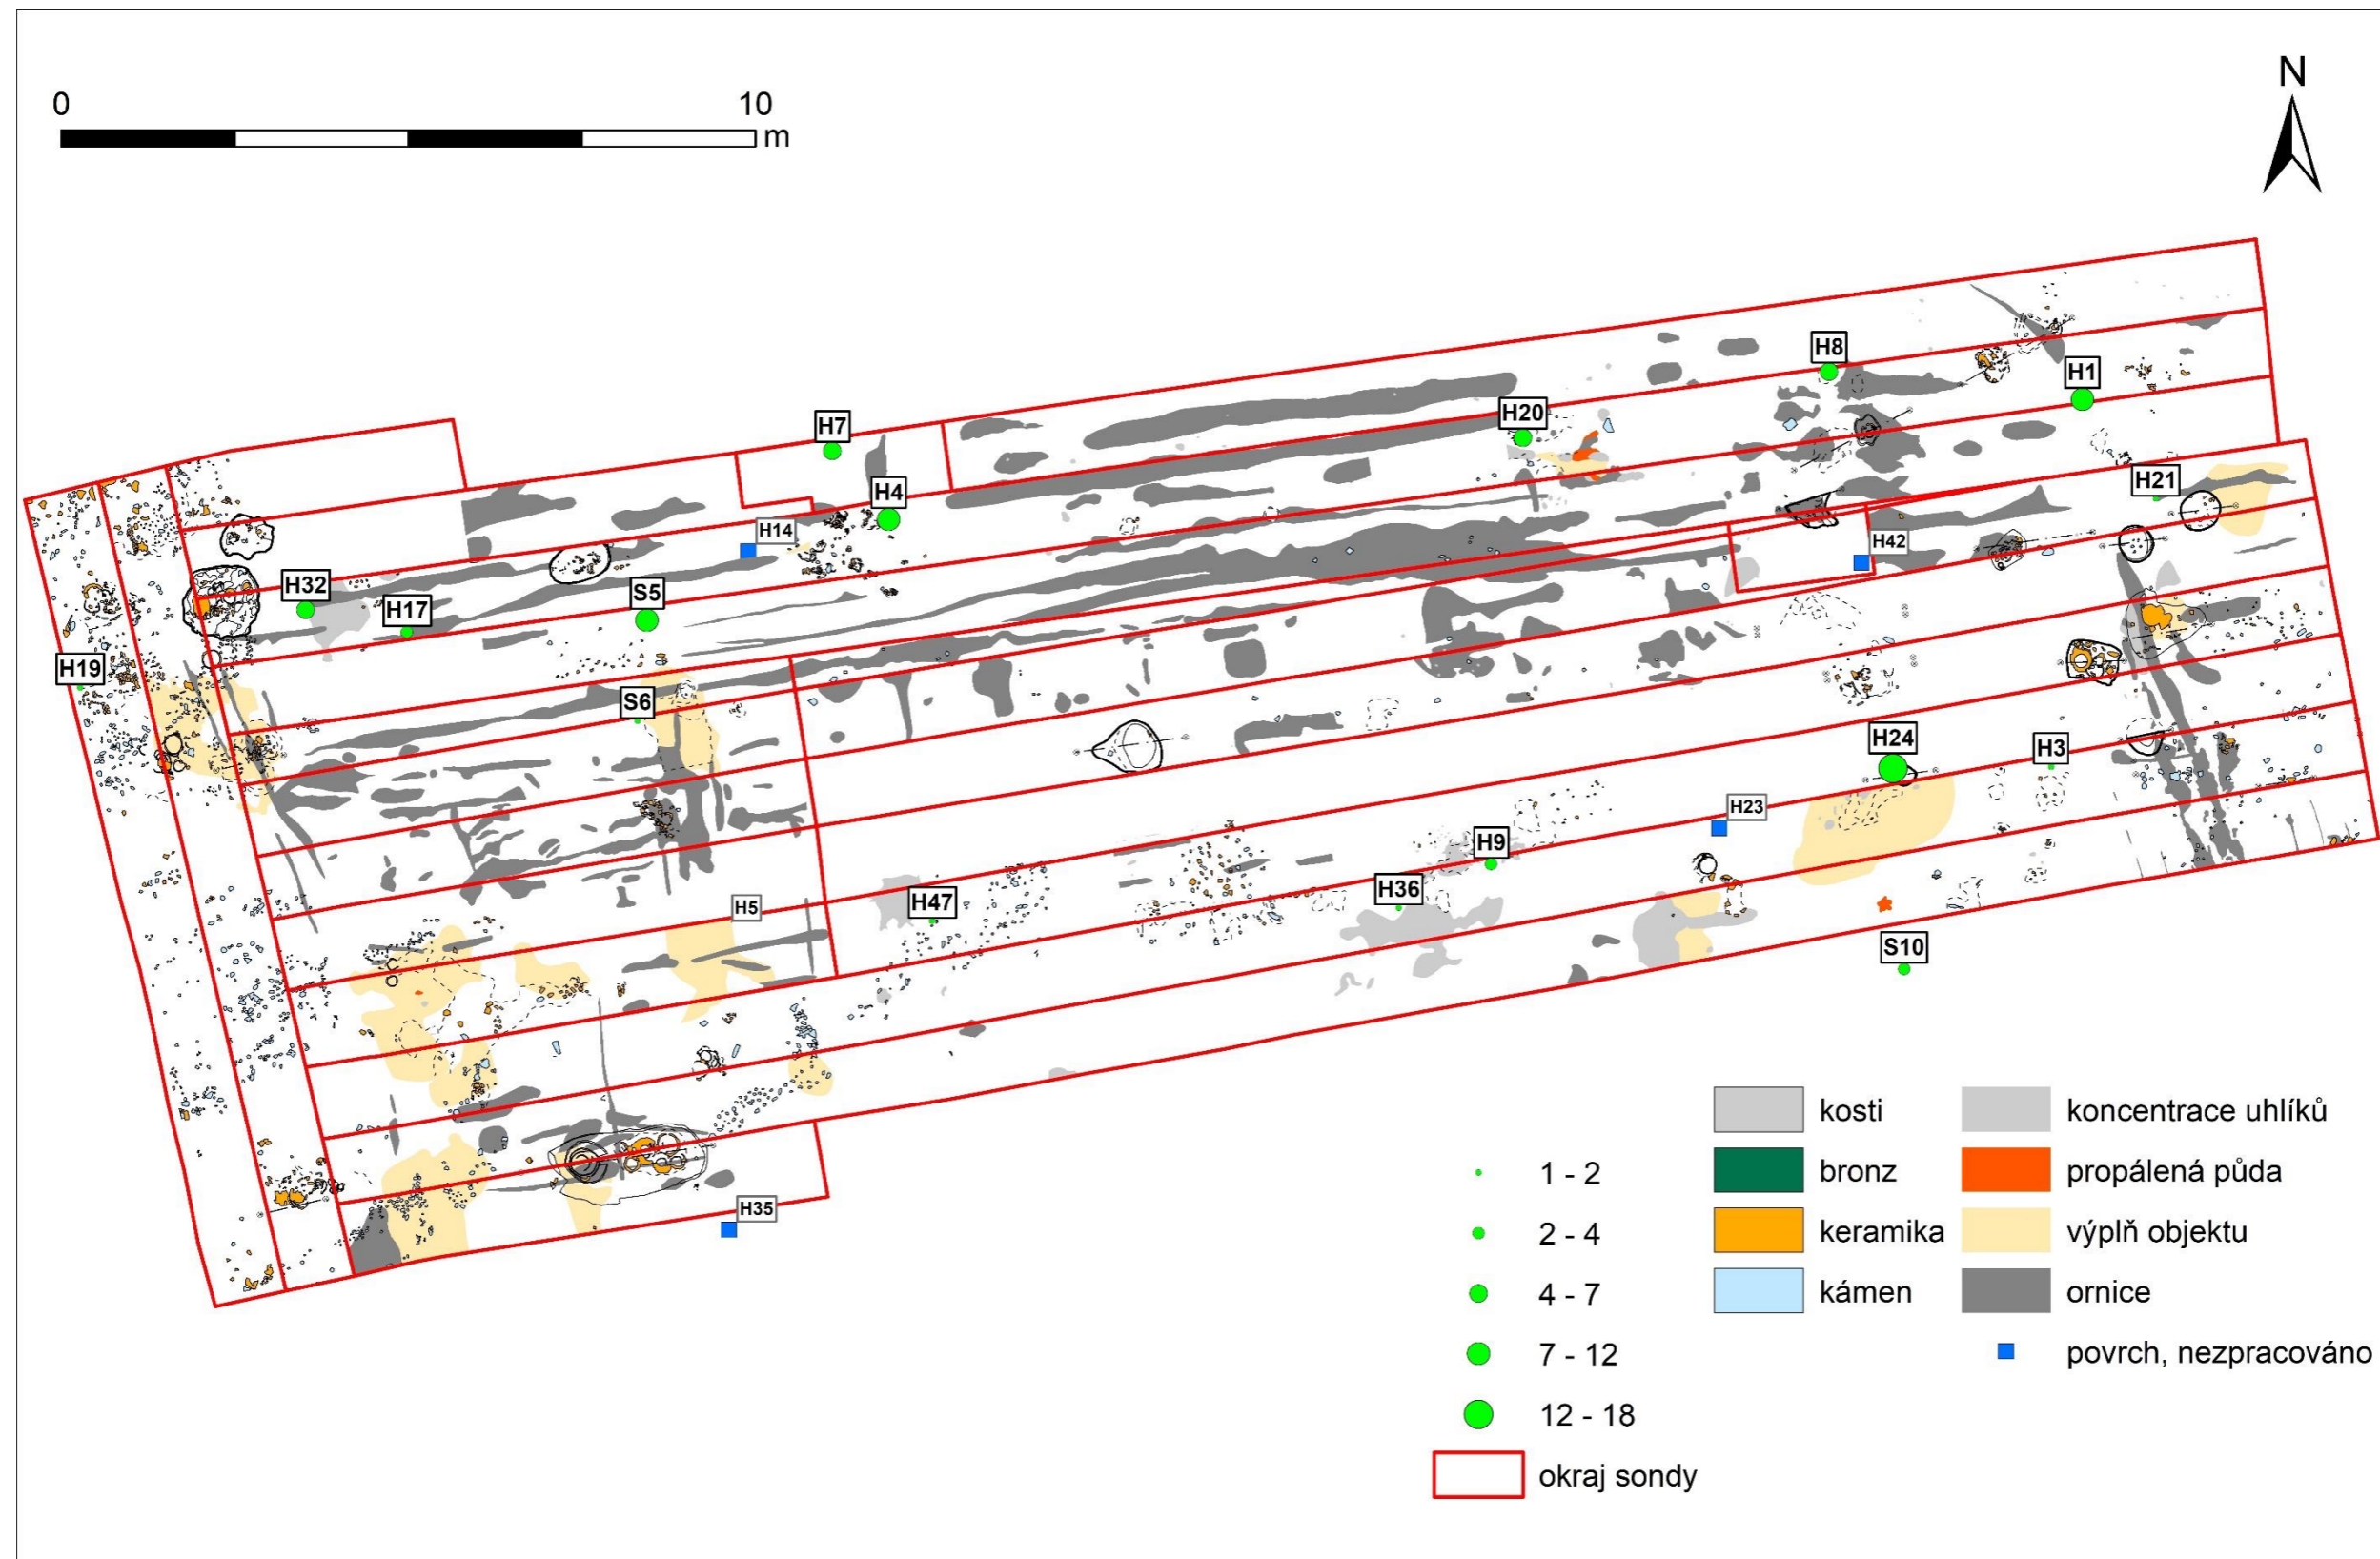 0 10
m
N
H8
H1
H20
H7
H21
H4
H14
H42
H32
S5
H17
H19
S6
H24
H3
H23
H9
H36
H47
H5
S10
H35
1 - 2
2 - 4
4 - 7
7 - 12
12 - 18
okraj sondy
kosti
bronz
keramika
kámen
koncentrace uhlíků
propálená půda
výplň objektu
ornice
povrch, nezpracováno